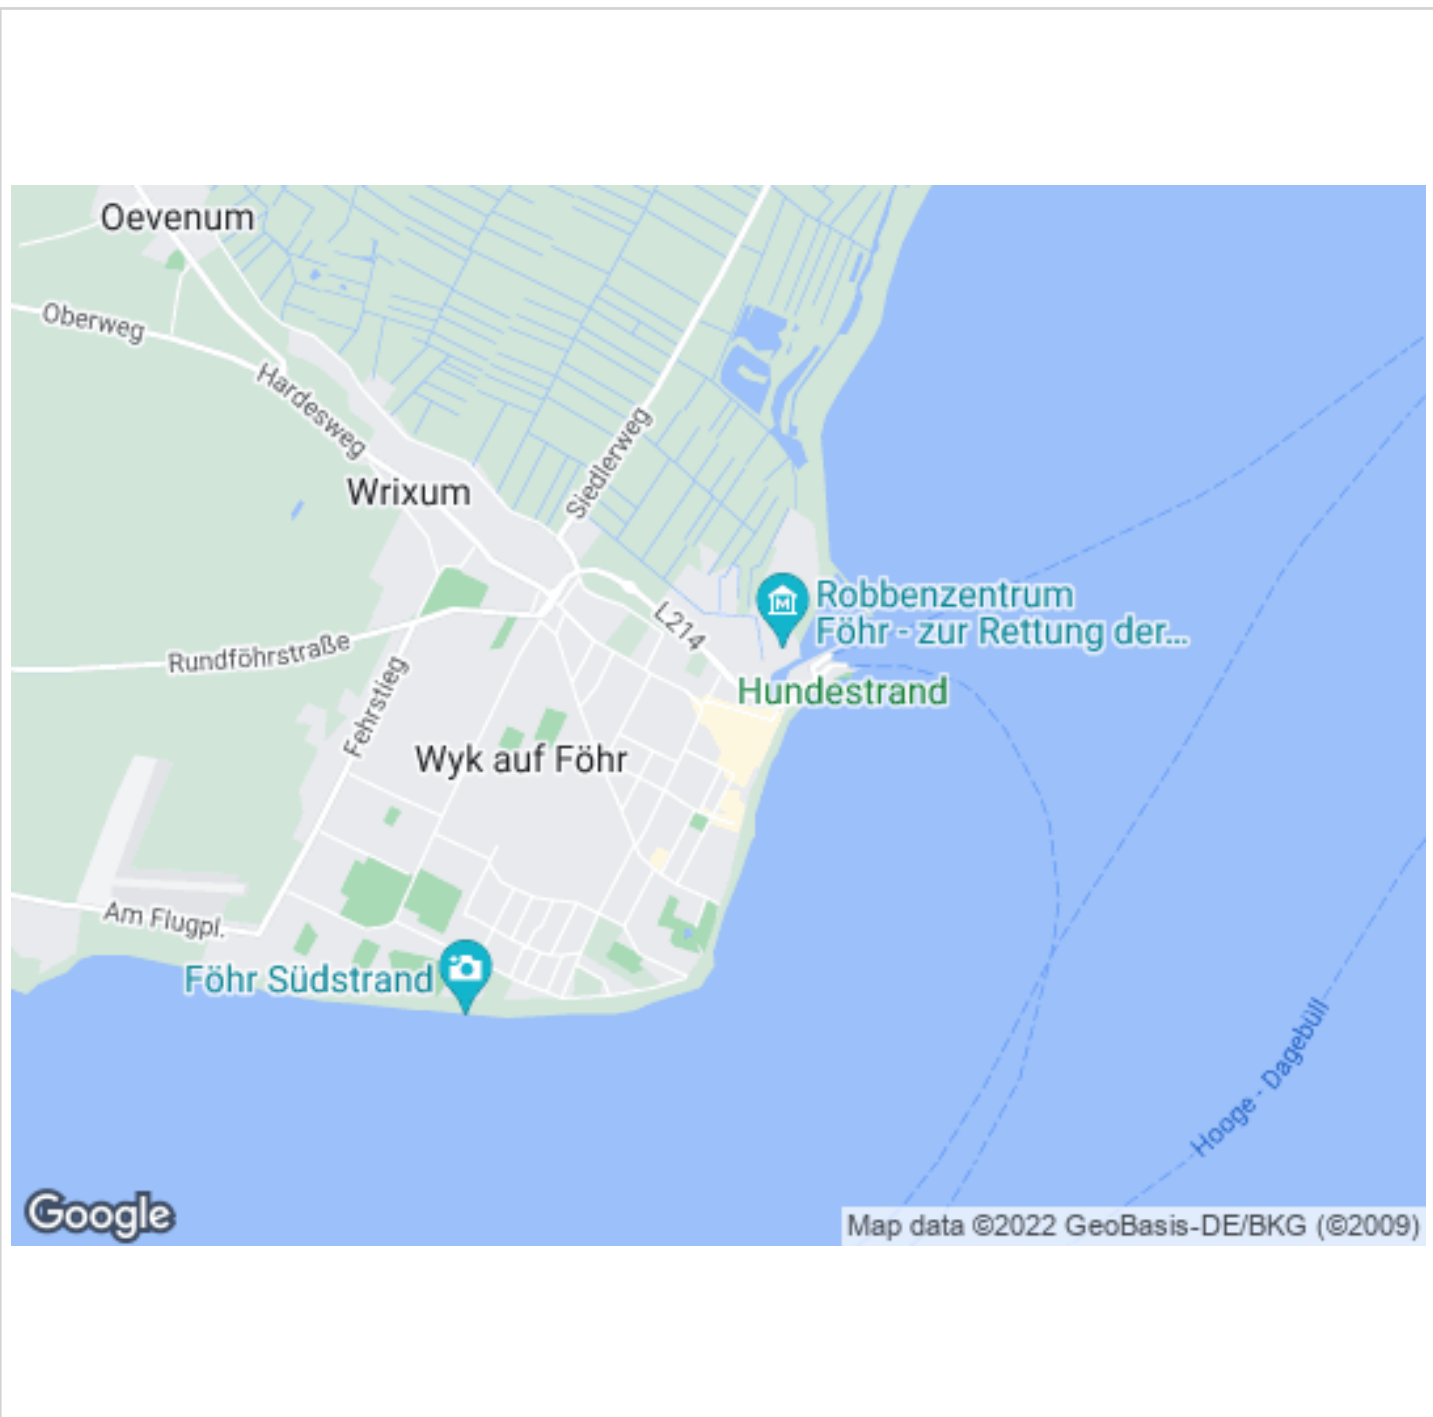 Oevenum
Oberweg
Hardesweg
Siedlerweg
Wrixum
Robbenzentrum
Föhr - zur Rettung der...
L214
Rundföhrstraße
Fehrstieg
Hundestrand
Wyk auf Föhr
Am Flugpl.
Föhr Südstrand
Hooge - Dagebüll
Google
Map data ©2022 GeoBasis-DE/BKG (©2009)